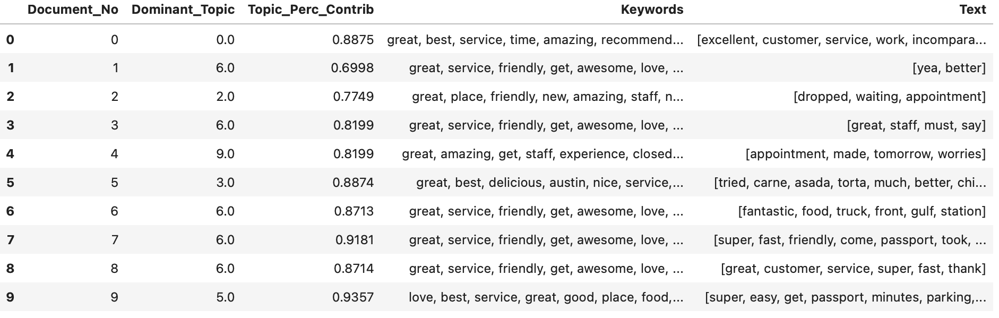 Document_No Dominant_Topic Topic_Perc_Contrib Keywords Text
0 0 0.0 0.8875 great, best, service, time, amazing, recommend... [excellent, customer, service, work, incompara...
1 1 6.0 0.6998 great, service, friendly, get, awesome, love, ... [yea, better]
2 2 2.0 0.7749 great, place, friendly, new, amazing, staff, n... [dropped, waiting, appointment]
3 3 6.0 0.8199 great, service, friendly, get, awesome, love, ... [great, staff, must, say]
4 4 9.0 0.8199 great, amazing, get, staff, experience, closed... [appointment, made, tomorrow, worries]
5 5 3.0 0.8874 great, best, delicious, austin, nice, service,... [tried, carne, asada, torta, much, better, chi...
6 6 6.0 0.8713 great, service, friendly, get, awesome, love, ... [fantastic, food, truck, front, gulf, station]
7 7 6.0 0.9181 great, service, friendly, get, awesome, love, ... [super, fast, friendly, come, passport, took, ...
8 8 6.0 0.8714 great, service, friendly, get, awesome, love, ... [great, customer, service, super, fast, thank]
9 9 5.0 0.9357 love, best, service, great, good, place, food,... [super, easy, get, passport, minutes, parking,...